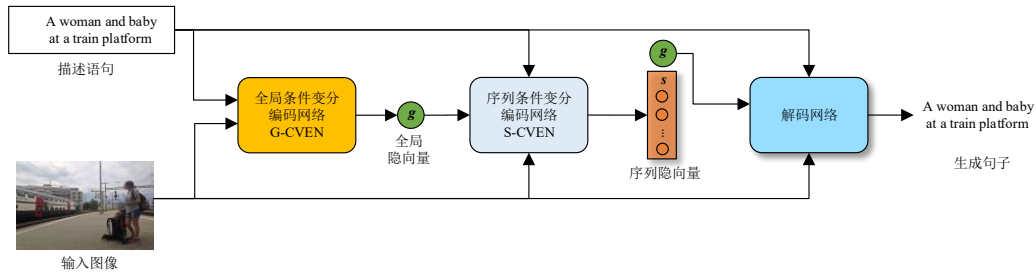 A woman and baby
at a train platform
描述语句
全局条件变分
编码网络
G-CVEN
g
全局
隐向量
序列条件变分
编码网络
S-CVEN
g
s
...
序列隐向量
解码网络
A woman and baby
at a train platform
生成句子
输入图像